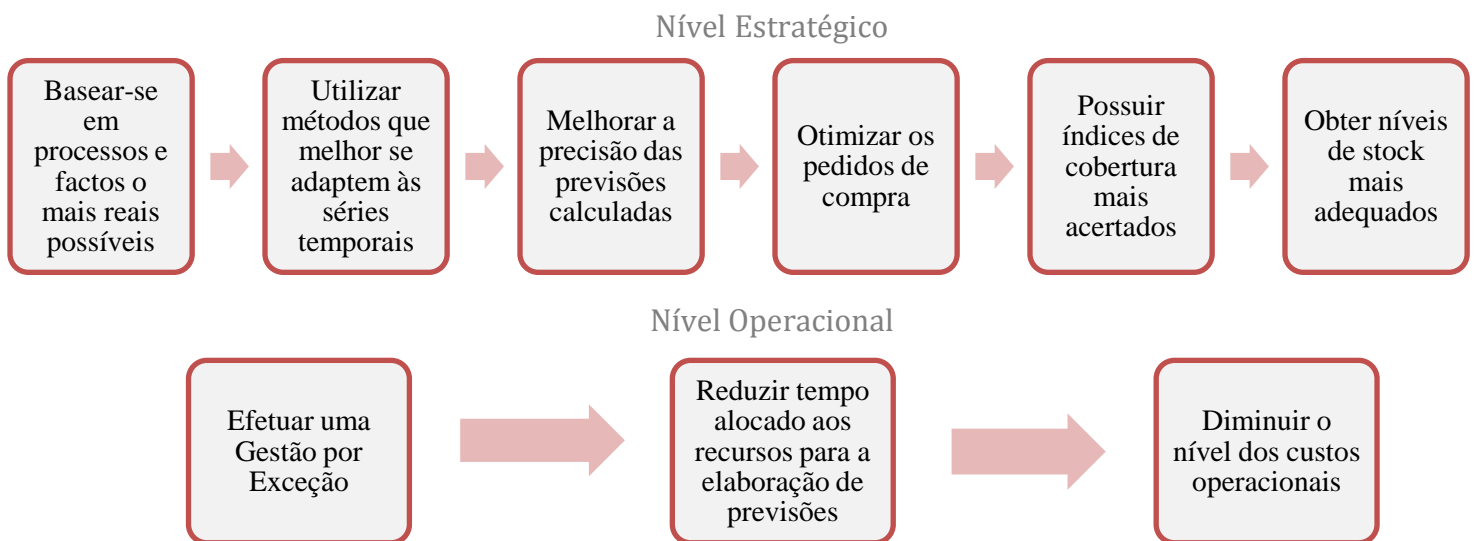 Nível Estratégico
Basear-se
em
processos e
factos o
mais reais
possíveis
Utilizar
métodos que
melhor se
adaptem às
séries
temporais
Melhorar a
precisão das
previsões
calculadas
Otimizar os
pedidos de
compra
Possuir
índices de
cobertura
mais
acertados
Obter níveis
de stock
mais
adequados
Nível Operacional
Efetuar uma
Gestão por
Exceção
Reduzir tempo
alocado aos
recursos para a
elaboração de
previsões
Diminuir o
nível dos custos
operacionais